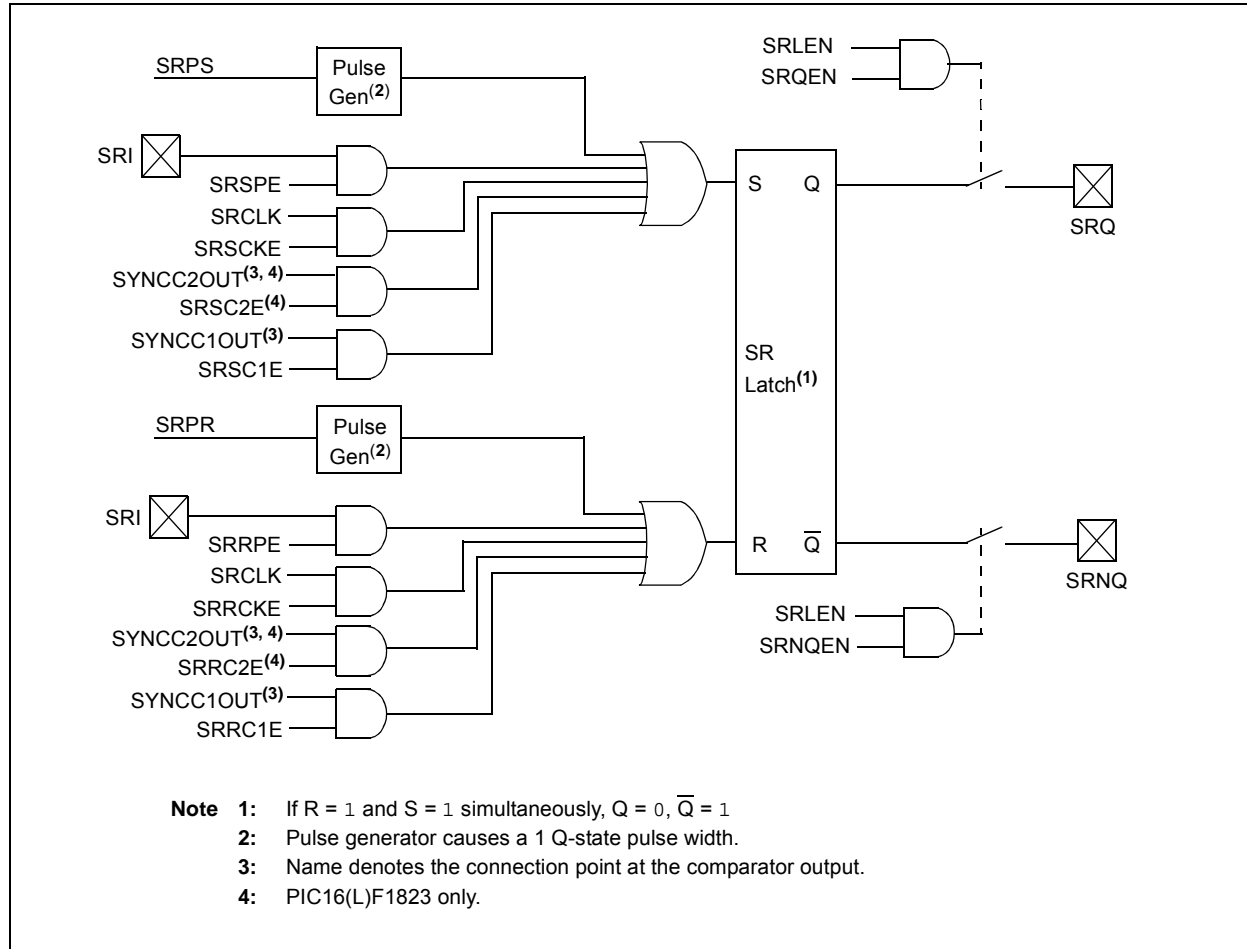 SRPS
Pulse
Gen(2)
SRI
SRSPE
SRCLK
SRSCKE
SYNCC2OUT(3, 4)
SRSC2E(4)
SYNCC1OUT(3)
SRSC1E
SRPR
Pulse
Gen(2)
SRI
SRRPE
SRCLK
SRRCKE
SYNCC2OUT(3, 4)
SRRC2E(4)
SYNCC1OUT(3)
SRRC1E
S Q
SR
Latch(1)
R Q̅
SRLEN
SRQEN
SRQ
SRNQ
SRLEN
SRNQEN
Note 1: If R = 1 and S = 1 simultaneously, Q = 0, Q̅ = 1
2: Pulse generator causes a 1 Q-state pulse width.
3: Name denotes the connection point at the comparator output.
4: PIC16(L)F1823 only.